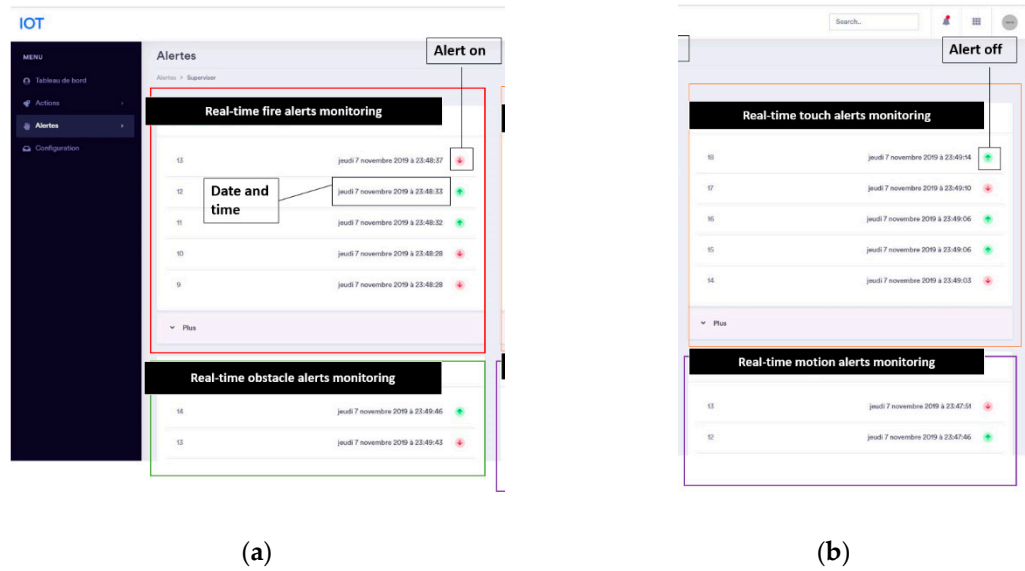 IOT
MENU
Tableau de bord
Actions
Alertes
Configuration
Alertes
Alertes > Superviser
Alert on
Real-time fire alerts monitoring
13 jeudi 7 novembre 2019 à 23:48:37
12 jeudi 7 novembre 2019 à 23:48:33
Date and
time
11 jeudi 7 novembre 2019 à 23:48:32
10 jeudi 7 novembre 2019 à 23:48:28
9 jeudi 7 novembre 2019 à 23:48:28
Plus
Real-time obstacle alerts monitoring
14 jeudi 7 novembre 2019 à 23:49:46
13 jeudi 7 novembre 2019 à 23:49:43
(a)
Search..
Alert off
Real-time touch alerts monitoring
18 jeudi 7 novembre 2019 à 23:49:14
17 jeudi 7 novembre 2019 à 23:49:10
16 jeudi 7 novembre 2019 à 23:49:06
15 jeudi 7 novembre 2019 à 23:49:06
14 jeudi 7 novembre 2019 à 23:49:03
Plus
Real-time motion alerts monitoring
13 jeudi 7 novembre 2019 à 23:47:51
12 jeudi 7 novembre 2019 à 23:47:46
(b)